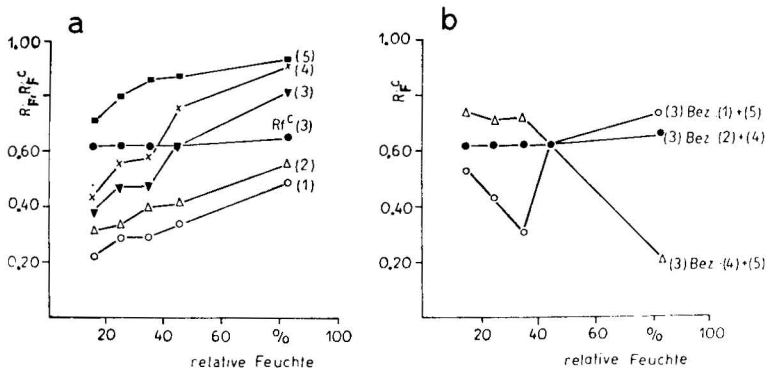 a
R_F, R_F^C
1.00
0,60
0.40
0,20
20
40
60
%
100
relative Feuchte
(5)
(4)
(3)
Rf^C (3)
(2)
(1)
b
R_F^C
1.00
0.60
0.40
0.20
20
40
60
%
100
relative Feuchte
(3) Bez.(1)+(5)
(3) Bez (2)+(4)
(3) Bez.(4)+(5)